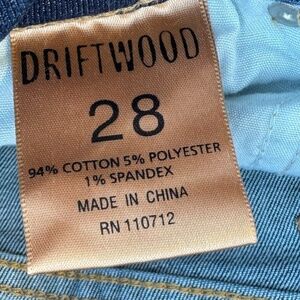 DRIFTWOOD
28
94% COTTON 5% POLYESTER
1% SPANDEX
MADE IN CHINA
RN 110712